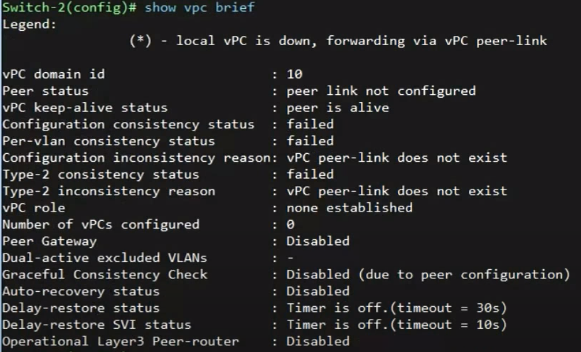 Switch-2(config)# show vpc brief
Legend:
(*) - local vPC is down, forwarding via vPC peer-link
vPC domain id : 10
Peer status : peer link not configured
vPC keep-alive status : peer is alive
Configuration consistency status : failed
Per-vlan consistency status : failed
Configuration inconsistency reason: vPC peer-link does not exist
Type-2 consistency status : failed
Type-2 inconsistency reason : vPC peer-link does not exist
vPC role : none established
Number of vPCs configured : 0
Peer Gateway : Disabled
Dual-active excluded VLANs : -
Graceful Consistency Check : Disabled (due to peer configuration)
Auto-recovery status : Disabled
Delay-restore status : Timer is off.(timeout = 30s)
Delay-restore SVI status : Timer is off.(timeout = 10s)
Operational Layer3 Peer-router : Disabled